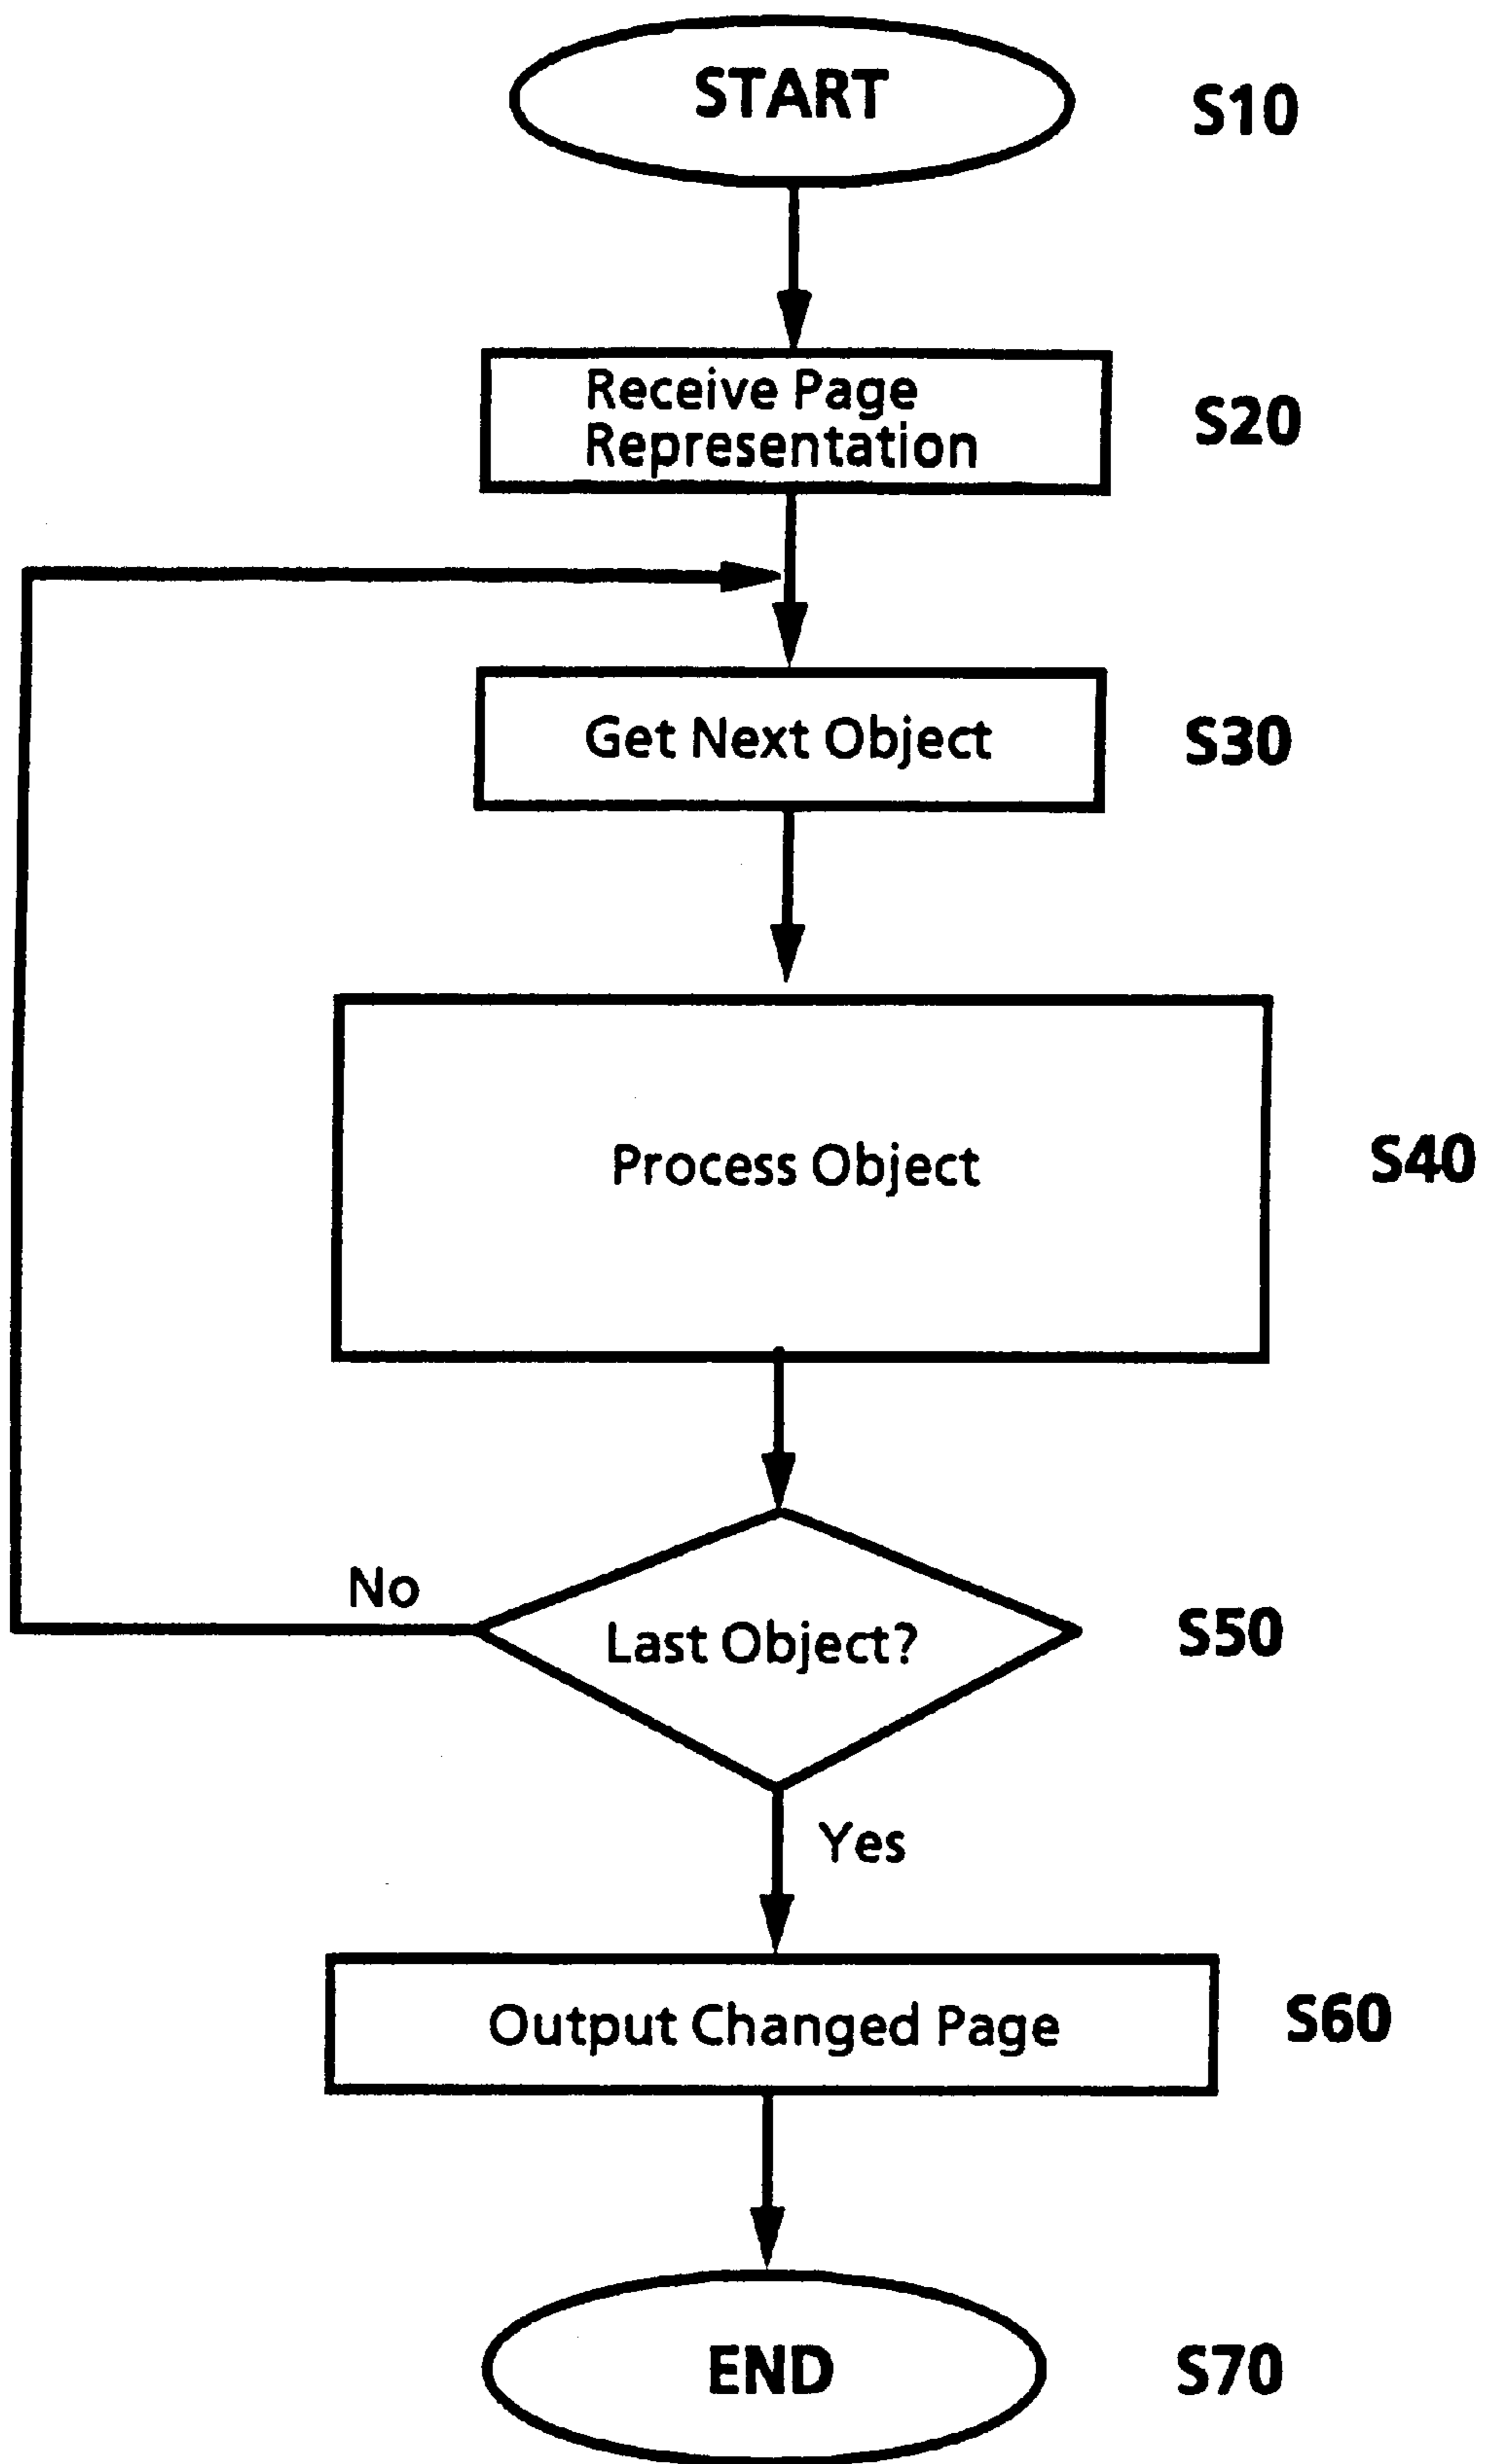 START
S10
Receive Page
Representation
S20
Get Next Object
S30
Process Object
S40
No
Last Object?
S50
Yes
Output Changed Page
S60
END
S70